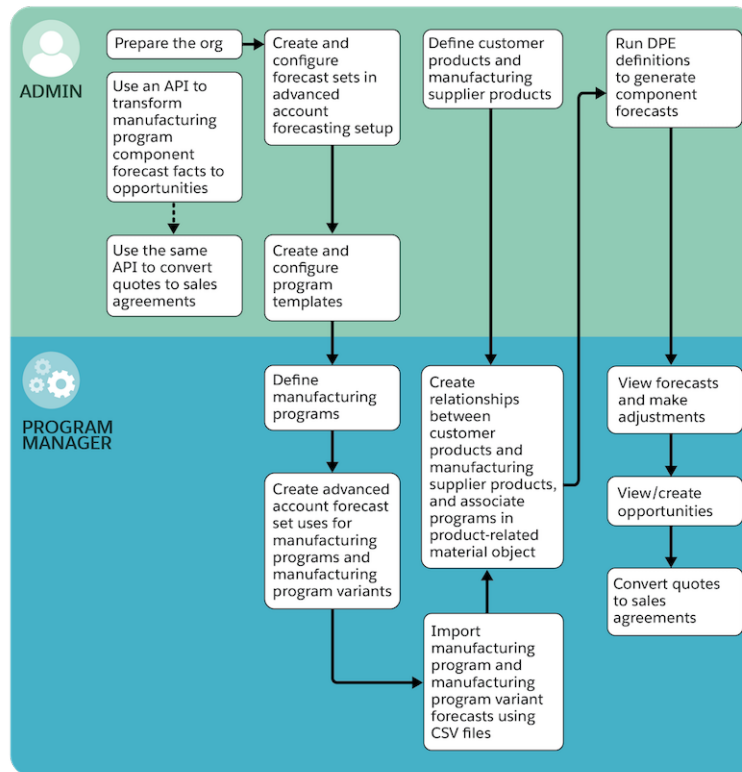 ADMIN
Prepare the org
Use an API to
transform
manufacturing
program
component
forecast facts to
opportunities
Use the same
API to convert
quotes to sales
agreements
Create and
configure
forecast sets in
advanced
account
forecasting setup
Create and
configure
program
templates
Define customer
products and
manufacturing
supplier products
Run DPE
definitions
to generate
component
forecasts
PROGRAM
MANAGER
Define
manufacturing
programs
Create advanced
account forecast
set uses for
manufacturing
programs and
manufacturing
program variants
Create
relationships
between
customer
products and
manufacturing
supplier products,
and associate
programs in
product-related
material object
Import
manufacturing
program and
manufacturing
program variant
forecasts using
CSV files
View forecasts
and make
adjustments
View/create
opportunities
Convert quotes
to sales
agreements